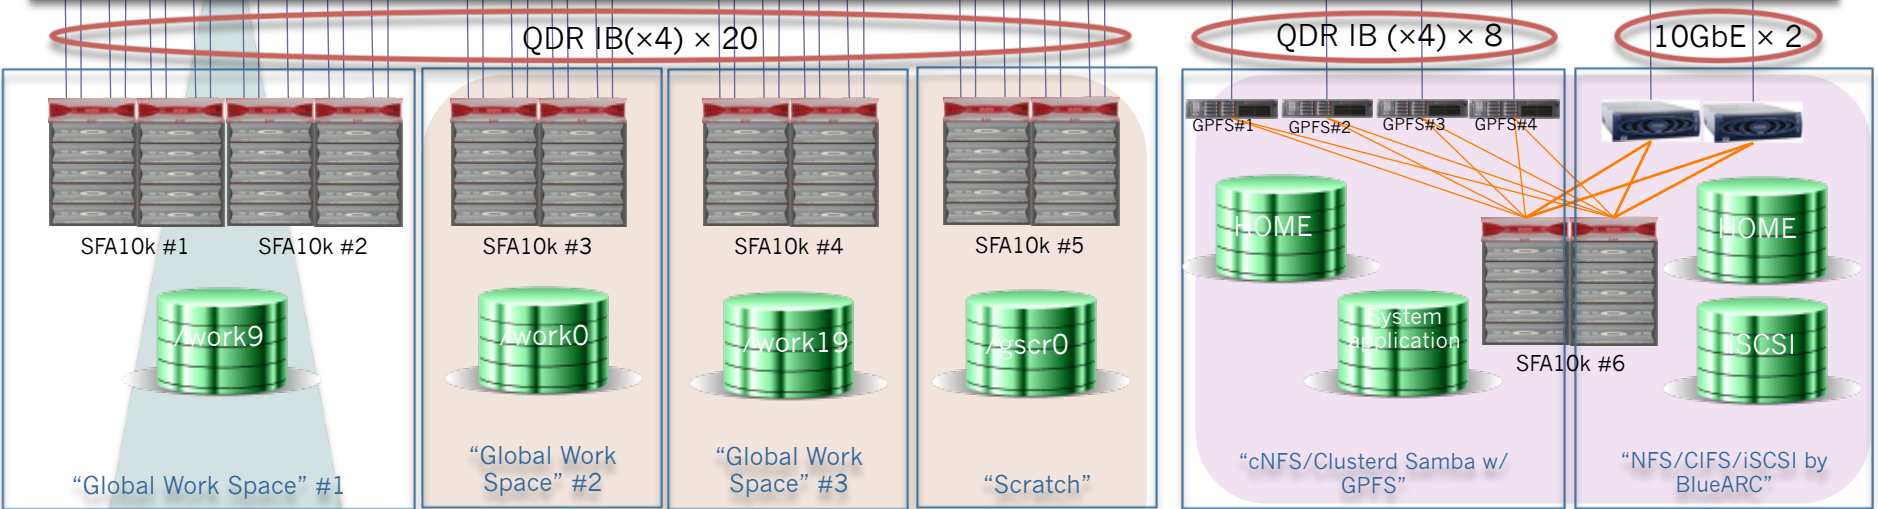 QDR IB(×4) × 20
QDR IB (×4) × 8
10GbE × 2
GPFS#1
GPFS#2
GPFS#3
GPFS#4
SFA10k #1
SFA10k #2
SFA10k #3
SFA10k #4
SFA10k #5
HOME
HOME
/work9
/work0
/work19
/gscr0
System
application
iSCSI
SFA10k #6
“Global Work Space” #1
“Global Work
Space” #2
“Global Work
Space” #3
“Scratch”
“cNFS/Clusterd Samba w/
GPFS”
“NFS/CIFS/iSCSI by
BlueARC”